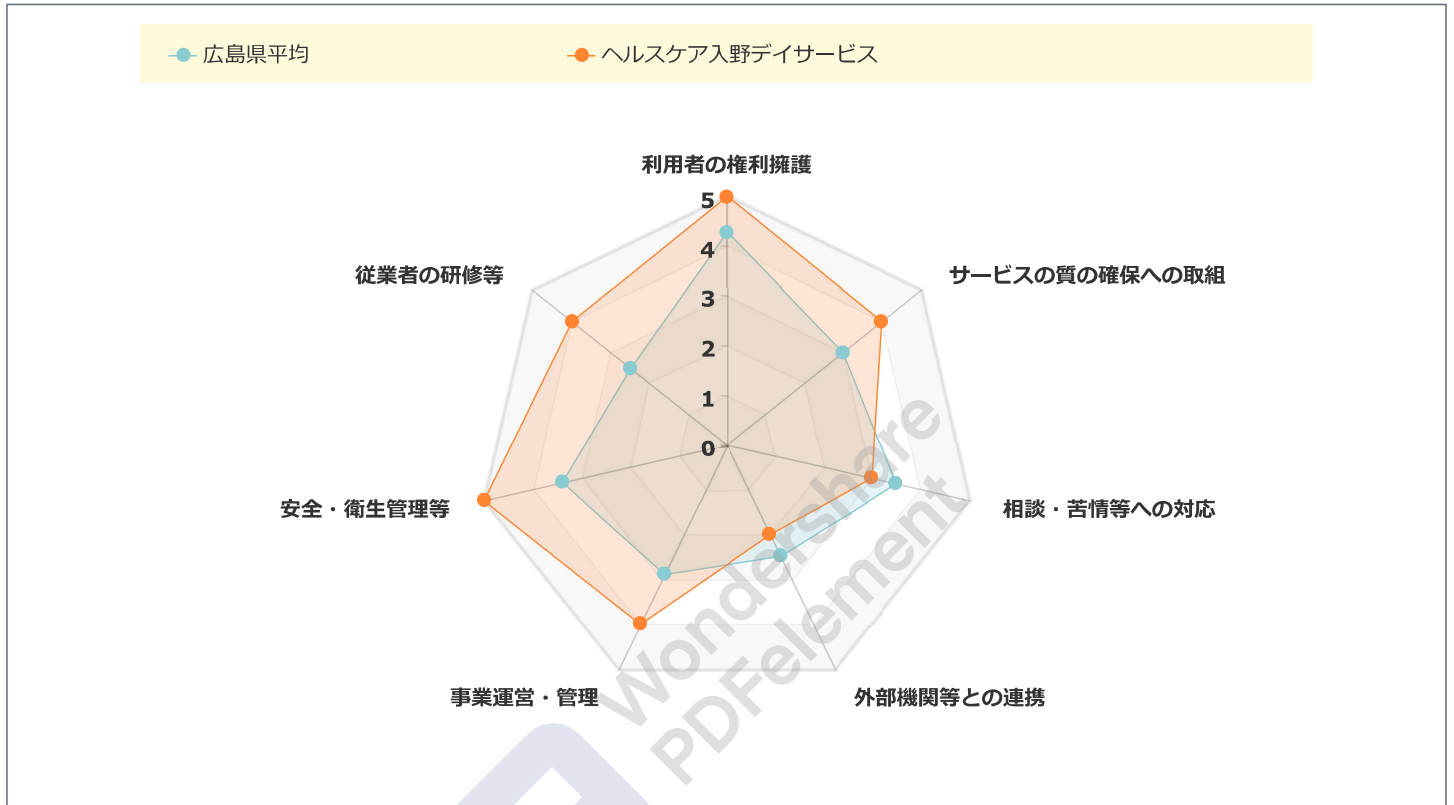 広島県平均
ヘルスケア入野デイサービス
利用者の権利擁護
5
従業者の研修等
サービスの質の確保への取組
4
3
2
1
0
安全・衛生管理等
相談・苦情等への対応
事業運営・管理
外部機関等との連携
Wondershare
PDFelement